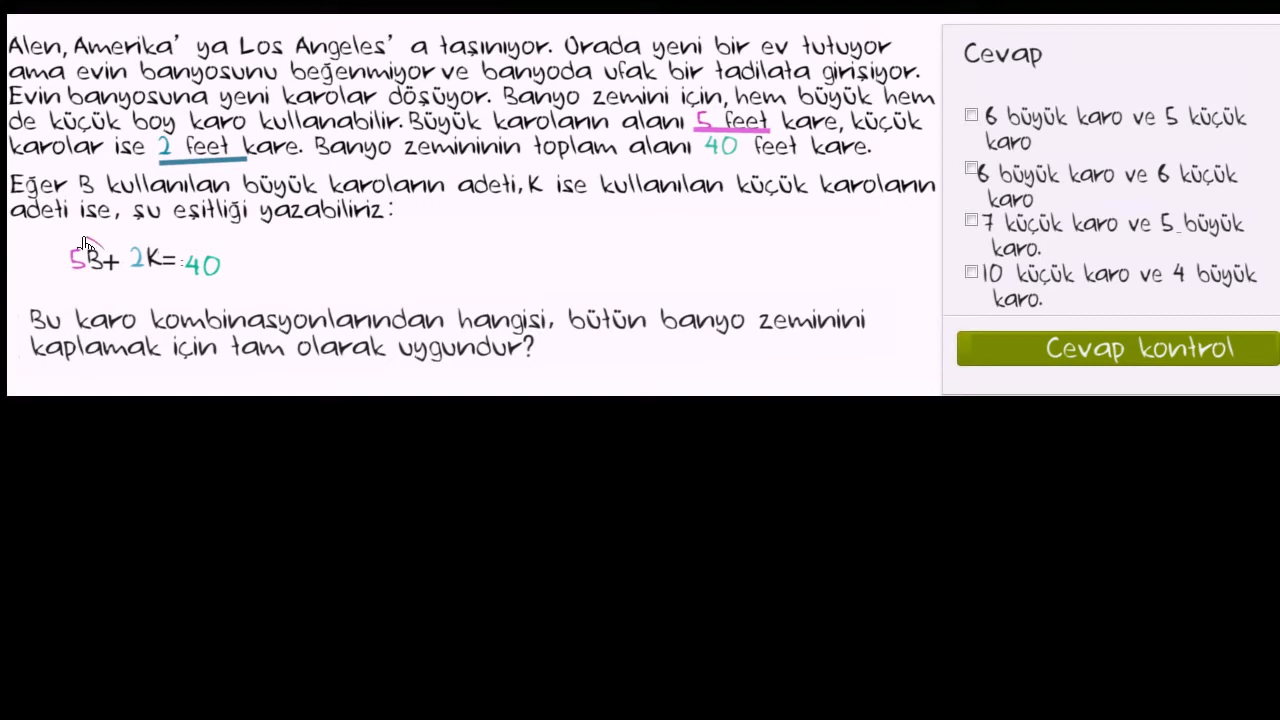 Alen, Amerika' ya Los Angeles' a taşınıyor. Orada yeni bir ev tutuyor
ama evin banyosunu beğenmiyor ve banyoda ufak bir tadilata girişiyor.
Evin banyosuna yeni karolar döşüyor. Banyo zemini için, hem büyük hem
de küçük boy karo kullanabilir. Büyük karoların alanı 5 feet kare, küçük
karolar ise 2 feet kare. Banyo zemininin toplam alanı 40 feet kare.
Eğer B kullanılan büyük karoların adeti, K ise kullanılan küçük karoların
adeti ise, şu eşitliği yazabiliriz:
5B+ 2K= 40
Bu karo kombinasyonlarından hangisi, bütün banyo zeminini
kaplamak için tam olarak uygundur?
Cevap
6 büyük karo ve 5 küçük
karo
6 büyük karo ve 6 küçük
karo
7 küçük karo ve 5 büyük
karo.
10 küçük karo ve 4 büyük
karo.
Cevap kontrol